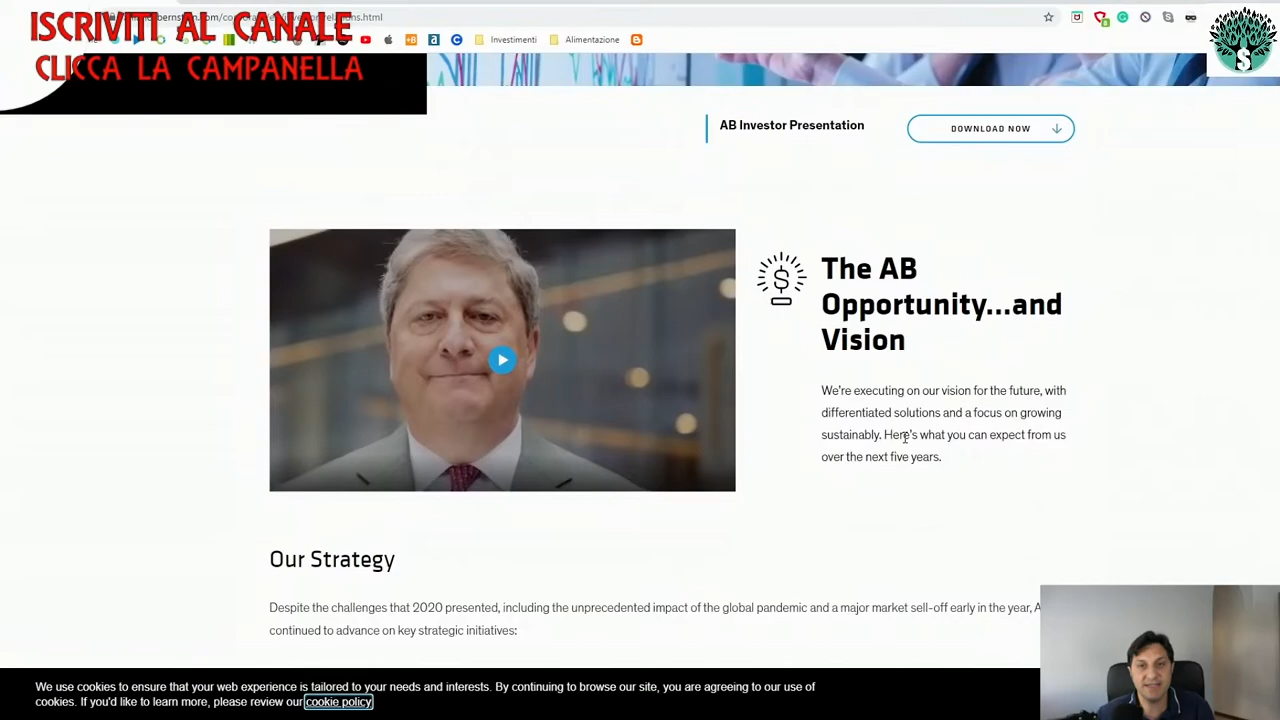 ISCRIVITI AL CANALE
CLICCA LA CAMPANELLA
Investimenti
Alimentazione
AB Investor Presentation
DOWNLOAD NOW
The AB
Opportunity...and
Vision
We're executing on our vision for the future, with
differentiated solutions and a focus on growing
sustainably. Here's what you can expect from us
over the next five years.
Our Strategy
Despite the challenges that 2020 presented, including the unprecedented impact of the global pandemic and a major market sell-off early in the year, A
continued to advance on key strategic initiatives:
We use cookies to ensure that your web experience is tailored to your needs and interests. By continuing to browse our site, you are agreeing to our use of
cookies. If you'd like to learn more, please review our cookie policy